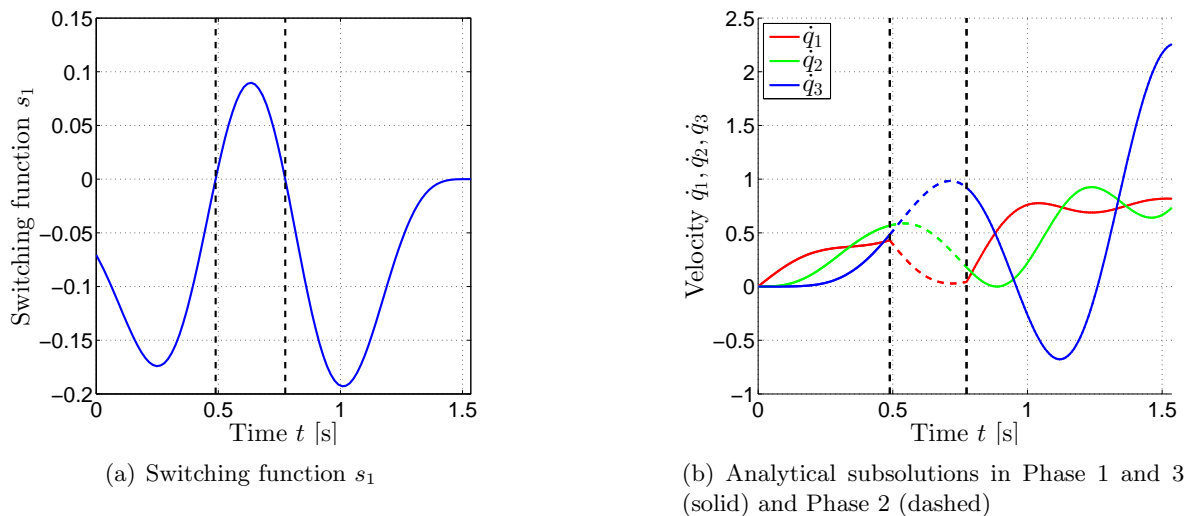 0.15
0.1
0.05
0
−0.05
−0.1
−0.15
−0.2
0
0.5
1
1.5
Switching function s₁
Time t [s]
(a) Switching function s₁
2.5
2
1.5
1
0.5
0
−0.5
−1
0
0.5
1
1.5
Velocity q̇₁, q̇₂, q̇₃
q̇₁
q̇₂
q̇₃
Time t [s]
(b) Analytical subsolutions in Phase 1 and 3
(solid) and Phase 2 (dashed)